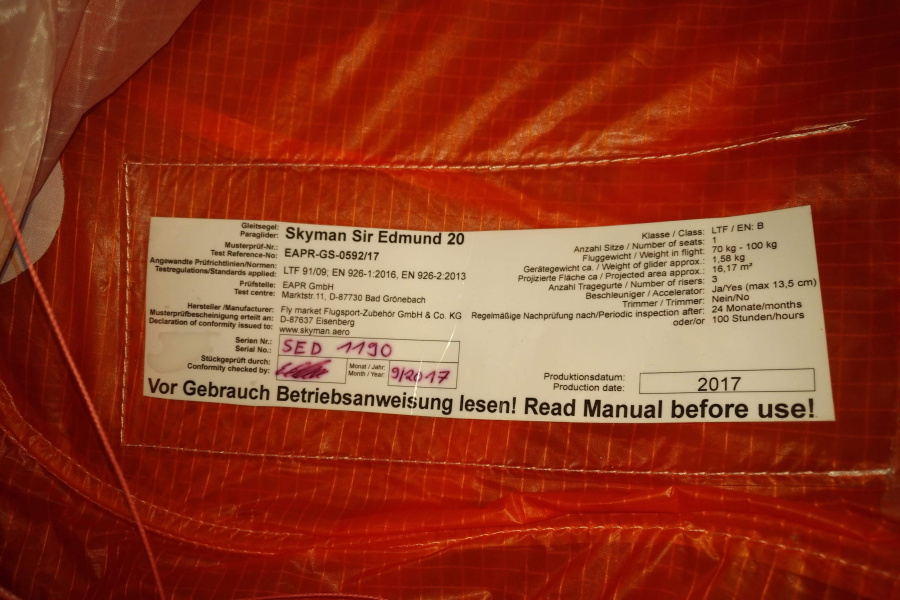 Gleitsegel:
Paraglider: Skyman Sir Edmund 20
Musterprüf-Nr.:
Test Reference-No: EAPR-GS-0592/17
Angewandte Prüfrichtlinien/Normen:
Testregulations/Standards applied: LTF 91/09; EN 926-1:2016, EN 926-2:2013
Prüfstelle: EAPR GmbH
Test centre: Marktstr.11, D-87730 Bad Grönebach
Hersteller / Manufacturer: Fly market Flugsport-Zubehör GmbH & Co. KG
Musterprüfbescheinigung erteilt an: D-87637 Eisenberg
Declaration of conformity issued to: www.skyman.aero
Serien Nr.:
Serial No.: SED 1190
Stückgeprüft durch:
Conformity checked by:
Monat / Jahr:
Month / Year: 9/2017
Klasse / Class: LTF / EN: B
Anzahl Sitze / Number of seats: 1
Fluggewicht / Weight in flight: 70 kg - 100 kg
Gerätegewicht ca. / Weight of glider approx.: 1,58 kg
Projizierte Fläche ca / Projected area approx.: 16,17 m²
Anzahl Tragegurte / Number of risers: 3
Beschleuniger / Accelerator: Ja/Yes (max 13,5 cm)
Trimmer / Trimmer: Nein/No
Regelmäßige Nachprüfung nach/Periodic inspection after: 24 Monate/months
oder/or 100 Stunden/hours
Produktionsdatum:
Production date: 2017
Vor Gebrauch Betriebsanweisung lesen! Read Manual before use!